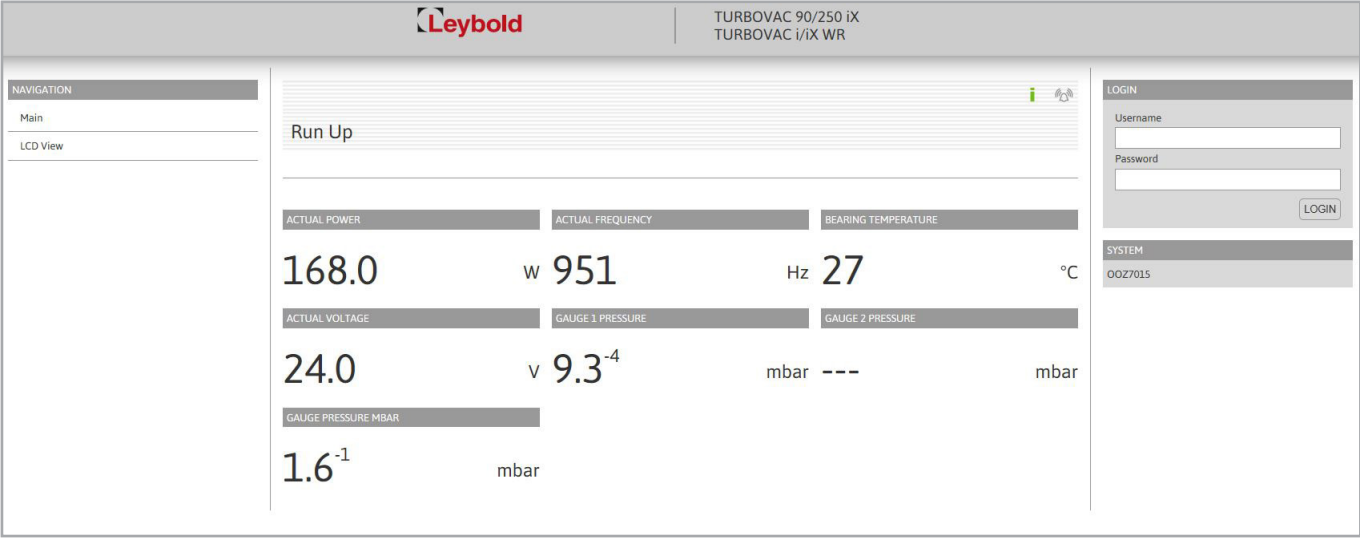 Leybold
TURBOVAC 90/250 iX
TURBOVAC i/iX WR
NAVIGATION
Main
LCD View
i
Run Up
ACTUAL POWER
168.0 W
ACTUAL FREQUENCY
951 Hz
BEARING TEMPERATURE
27 °C
ACTUAL VOLTAGE
24.0 V
GAUGE 1 PRESSURE
9.3⁻⁴ mbar
GAUGE 2 PRESSURE
--- mbar
GAUGE PRESSURE MBAR
1.6⁻¹ mbar
LOGIN
Username
Password
LOGIN
SYSTEM
OOZ7015